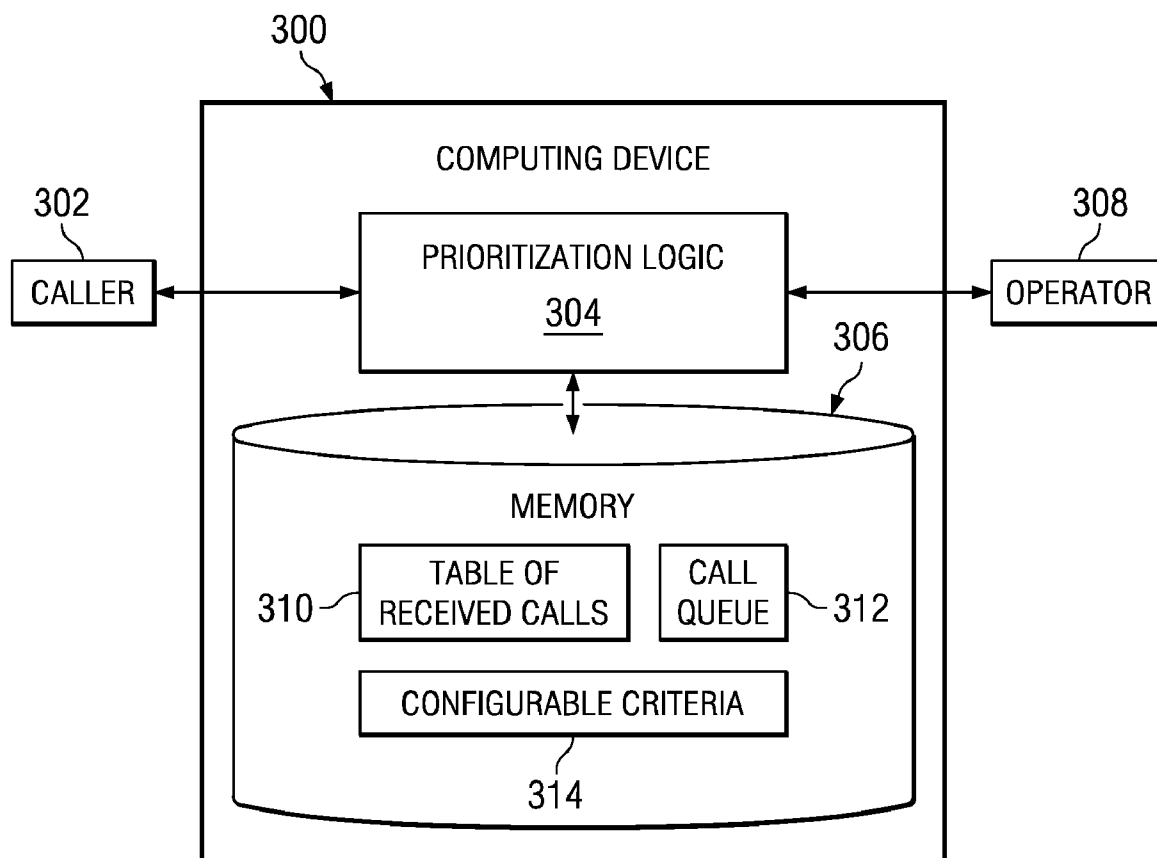 300
COMPUTING DEVICE
302
CALLER
PRIORITIZATION LOGIC
304
308
OPERATOR
306
MEMORY
310
TABLE OF
RECEIVED CALLS
CALL
QUEUE
312
CONFIGURABLE CRITERIA
314